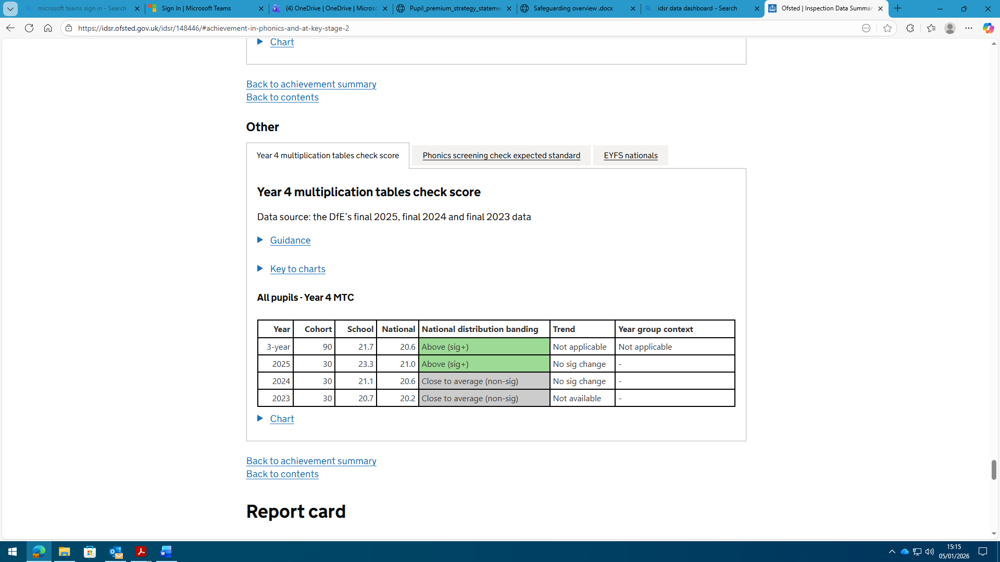 microsoft teams sign in - Search
Sign In | Microsoft Teams
(4) OneDrive | OneDrive | Microsc
Pupil_premium_strategy_stateme
Safeguarding overview .docx
idsr data dashboard - Search
Ofsted | Inspection Data Summar
https://idsr.ofsted.gov.uk/idsr/148446/#achievement-in-phonics-and-at-key-stage-2
Chart
Back to achievement summary
Back to contents
Other
Year 4 multiplication tables check score
Phonics screening check expected standard
EYFS nationals
Year 4 multiplication tables check score
Data source: the DfE's final 2025, final 2024 and final 2023 data
Guidance
Key to charts
All pupils - Year 4 MTC
Year Cohort School National National distribution banding Trend Year group context
3-year 90 21.7 20.6 Above (sig+) Not applicable Not applicable
2025 30 23.3 21.0 Above (sig+) No sig change -
2024 30 21.1 20.6 Close to average (non-sig) No sig change -
2023 30 20.7 20.2 Close to average (non-sig) Not available -
Chart
Back to achievement summary
Back to contents
Report card
15:15
05/01/2026